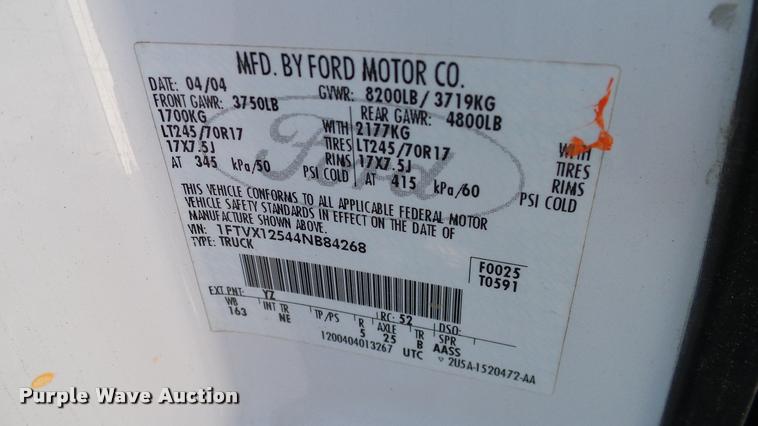 MFD. BY FORD MOTOR CO.
DATE: 04/04 GVWR: 8200LB/ 3719KG
FRONT GAWR: 3750LB REAR GAWR: 4800LB
1700KG WITH 2177KG WITH
LT245/70R17 TIRES LT245/70R17 TIRES
17X7.5J RIMS 17X7.5J RIMS
AT 345 kPa/50 PSI COLD AT 415 kPa/60 PSI COLD
Ford
THIS VEHICLE CONFORMS TO ALL APPLICABLE FEDERAL MOTOR
VEHICLE SAFETY STANDARDS IN EFFECT ON THE DATE OF
MANUFACTURE SHOWN ABOVE.
VIN: 1FTVX12544NB84268
TYPE: TRUCK
F0025
T0591
EXT PNT: YZ RC: 52 DSO:
WB INT TR TP/PS R AXLE TR SPR
163 NE 5 25 B AASS
1200404013267 UTC 2U5A-1520472-AA
Purple Wave Auction